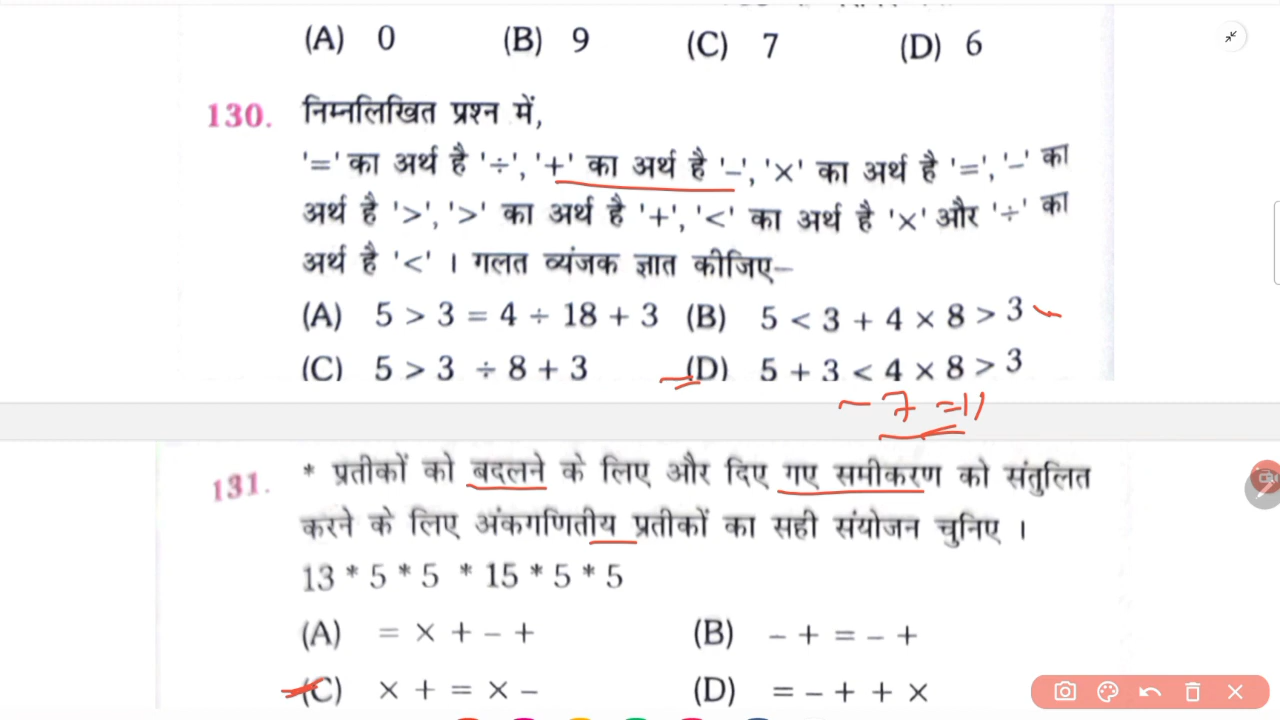 (A) 0 (B) 9 (C) 7 (D) 6
130. निम्नलिखित प्रश्न में,
'=' का अर्थ है '÷', '+' का अर्थ है '–', '×' का अर्थ है '=', '–' का
अर्थ है '>', '>' का अर्थ है '+', '<' का अर्थ है '×' और '÷' का
अर्थ है '<' । गलत व्यंजक ज्ञात कीजिए–
(A) 5 > 3 = 4 ÷ 18 + 3 (B) 5 < 3 + 4 × 8 > 3
(C) 5 > 3 ÷ 8 + 3 (D) 5 + 3 < 4 × 8 > 3
– 7 = 11
131. * प्रतीकों को बदलने के लिए और दिए गए समीकरण को संतुलित
करने के लिए अंकगणितीय प्रतीकों का सही संयोजन चुनिए ।
13 * 5 * 5 * 15 * 5 * 5
(A) = × + – + (B) – + = – +
(C) × + = × – (D) = – + + ×